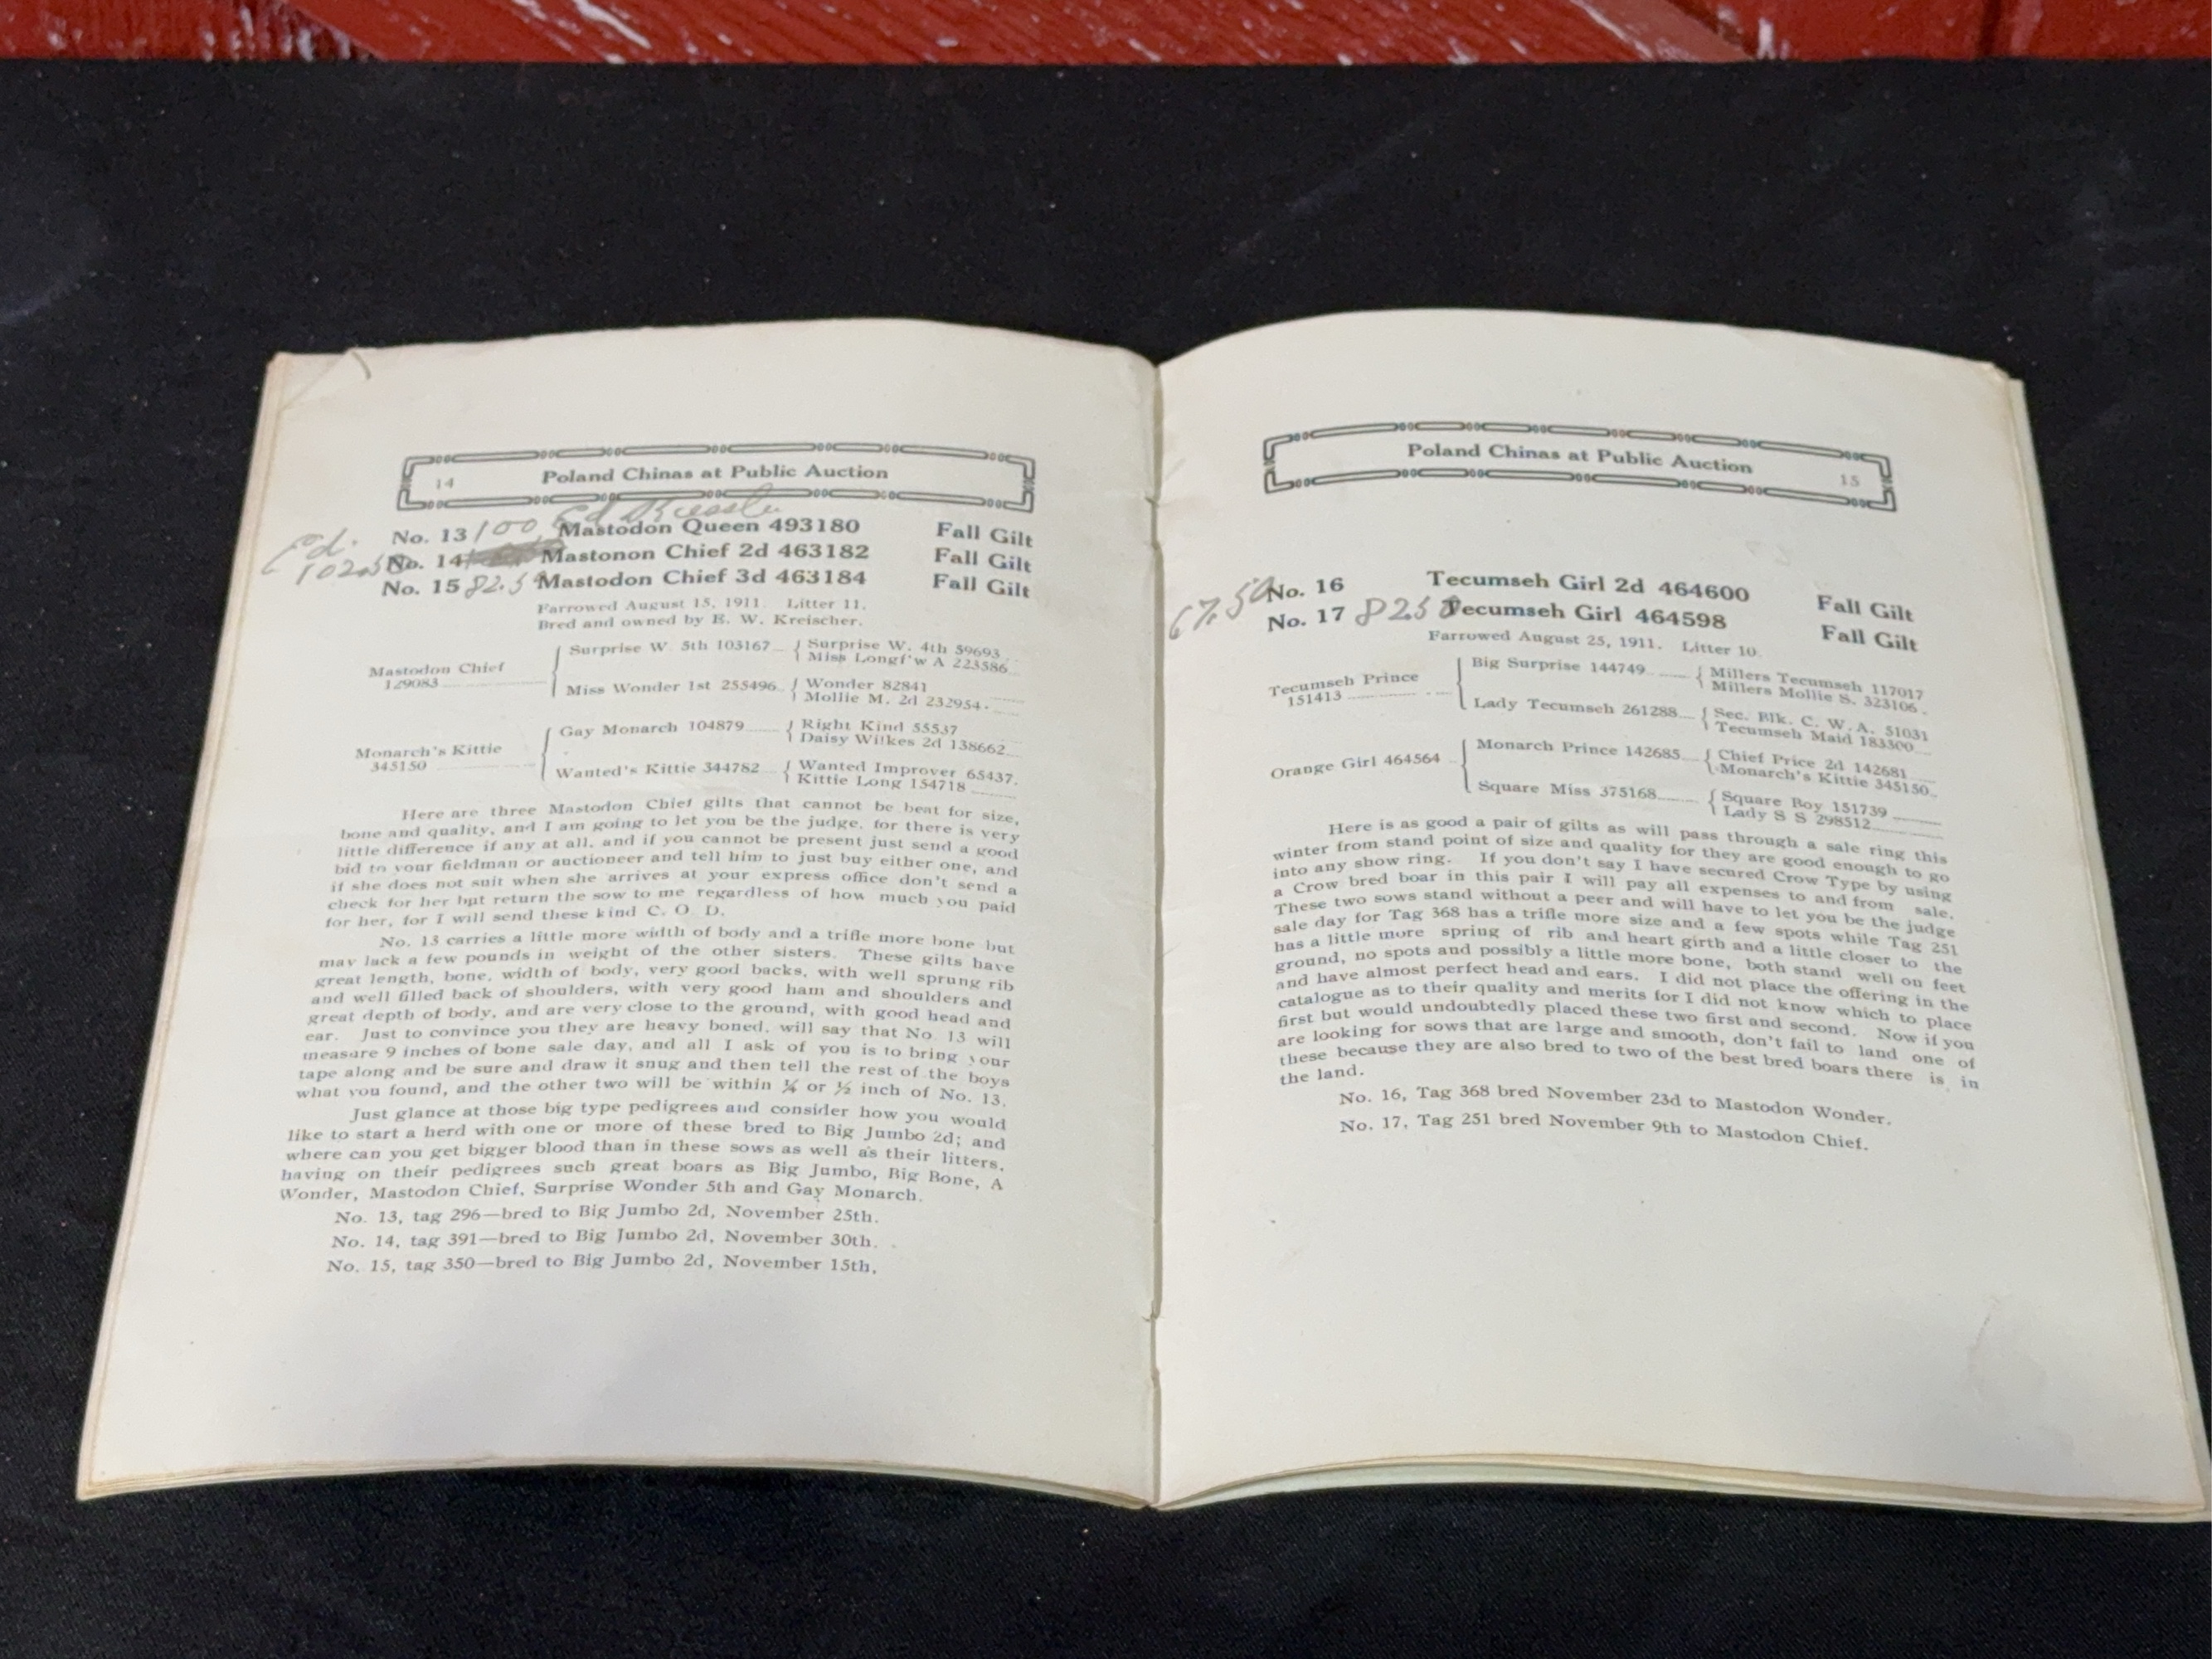 14
Poland Chinas at Public Auction
No. 13 100 Ed Mastodon Queen 493180 Fall Gilt
Ed. 102.50 No. 14 Mastonon Chief 2d 463182 Fall Gilt
No. 15 82.5 Mastodon Chief 3d 463184 Fall Gilt
Farrowed August 15, 1911. Litter 11.
Bred and owned by E. W. Kreischer.
Surprise W. 5th 103167 { Surprise W. 4th 59693
Miss Longf'w A 223586
Mastodon Chief
129083
Miss Wonder 1st 255496 { Wonder 82841
Mollie M. 2d 232954
Gay Monarch 104879 { Right Kind 55537
Daisy Wilkes 2d 138662
Monarch's Kittie
345150
Wanted's Kittie 344782 { Wanted Improver 65437.
Kittie Long 154718
Here are three Mastodon Chief gilts that cannot be beat for size,
bone and quality, and I am going to let you be the judge, for there is very
little difference if any at all, and if you cannot be present just send a good
bid to your fieldman or auctioneer and tell him to just buy either one, and
if she does not suit when she arrives at your express office don't send a
check for her but return the sow to me regardless of how much you paid
for her, for I will send these kind C. O. D.
No. 13 carries a little more width of body and a trifle more bone but
may lack a few pounds in weight of the other sisters. These gilts have
great length, bone, width of body, very good backs, with well sprung rib
and well filled back of shoulders, with very good ham and shoulders and
great depth of body, and are very close to the ground, with good head and
ear. Just to convince you they are heavy boned, will say that No. 13 will
measure 9 inches of bone sale day, and all I ask of you is to bring your
tape along and be sure and draw it snug and then tell the rest of the boys
what you found, and the other two will be within ¼ or ½ inch of No. 13.
Just glance at those big type pedigrees and consider how you would
like to start a herd with one or more of these bred to Big Jumbo 2d; and
where can you get bigger blood than in these sows as well as their litters,
having on their pedigrees such great boars as Big Jumbo, Big Bone, A
Wonder, Mastodon Chief, Surprise Wonder 5th and Gay Monarch.
No. 13, tag 296—bred to Big Jumbo 2d, November 25th.
No. 14, tag 391—bred to Big Jumbo 2d, November 30th.
No. 15, tag 350—bred to Big Jumbo 2d, November 15th,
Poland Chinas at Public Auction
15
67.50 No. 16 Tecumseh Girl 2d 464600 Fall Gilt
No. 17 8250 Tecumseh Girl 464598 Fall Gilt
Farrowed August 25, 1911. Litter 10.
Big Surprise 144749 { Millers Tecumseh 117017
Millers Mollie S. 323106.
Tecumseh Prince
151413
Lady Tecumseh 261288 { Sec. Blk. C. W. A. 51031
Tecumseh Maid 183300
Monarch Prince 142685 { Chief Price 2d 142681
Monarch's Kittie 345150
Orange Girl 464564
Square Miss 375168 { Square Boy 151739
Lady S S 298512
Here is as good a pair of gilts as will pass through a sale ring this
winter from stand point of size and quality for they are good enough to go
into any show ring. If you don't say I have secured Crow Type by using
a Crow bred boar in this pair I will pay all expenses to and from sale.
These two sows stand without a peer and will have to let you be the judge
sale day for Tag 368 has a trifle more size and a few spots while Tag 251
has a little more spring of rib and heart girth and a little closer to the
ground, no spots and possibly a little more bone, both stand well on feet
and have almost perfect head and ears. I did not place the offering in the
catalogue as to their quality and merits for I did not know which to place
first but would undoubtedly placed these two first and second. Now if you
are looking for sows that are large and smooth, don't fail to land one of
these because they are also bred to two of the best bred boars there is in
the land.
No. 16, Tag 368 bred November 23d to Mastodon Wonder.
No. 17, Tag 251 bred November 9th to Mastodon Chief.